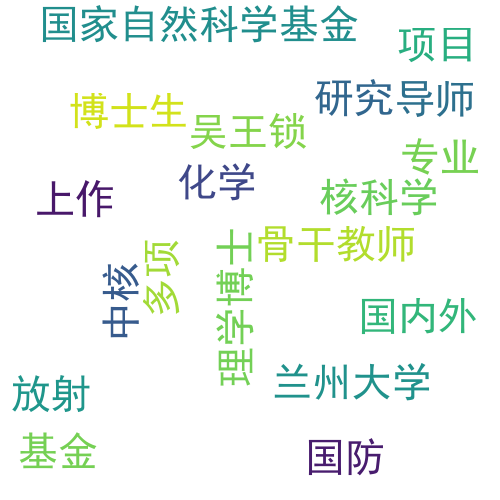 国家自然科学基金
项目
研究导师
博士生
吴王锁
专业
化学
核科学
上作
骨干教师
理学博士
多项
中核
国内外
兰州大学
放射
基金
国防